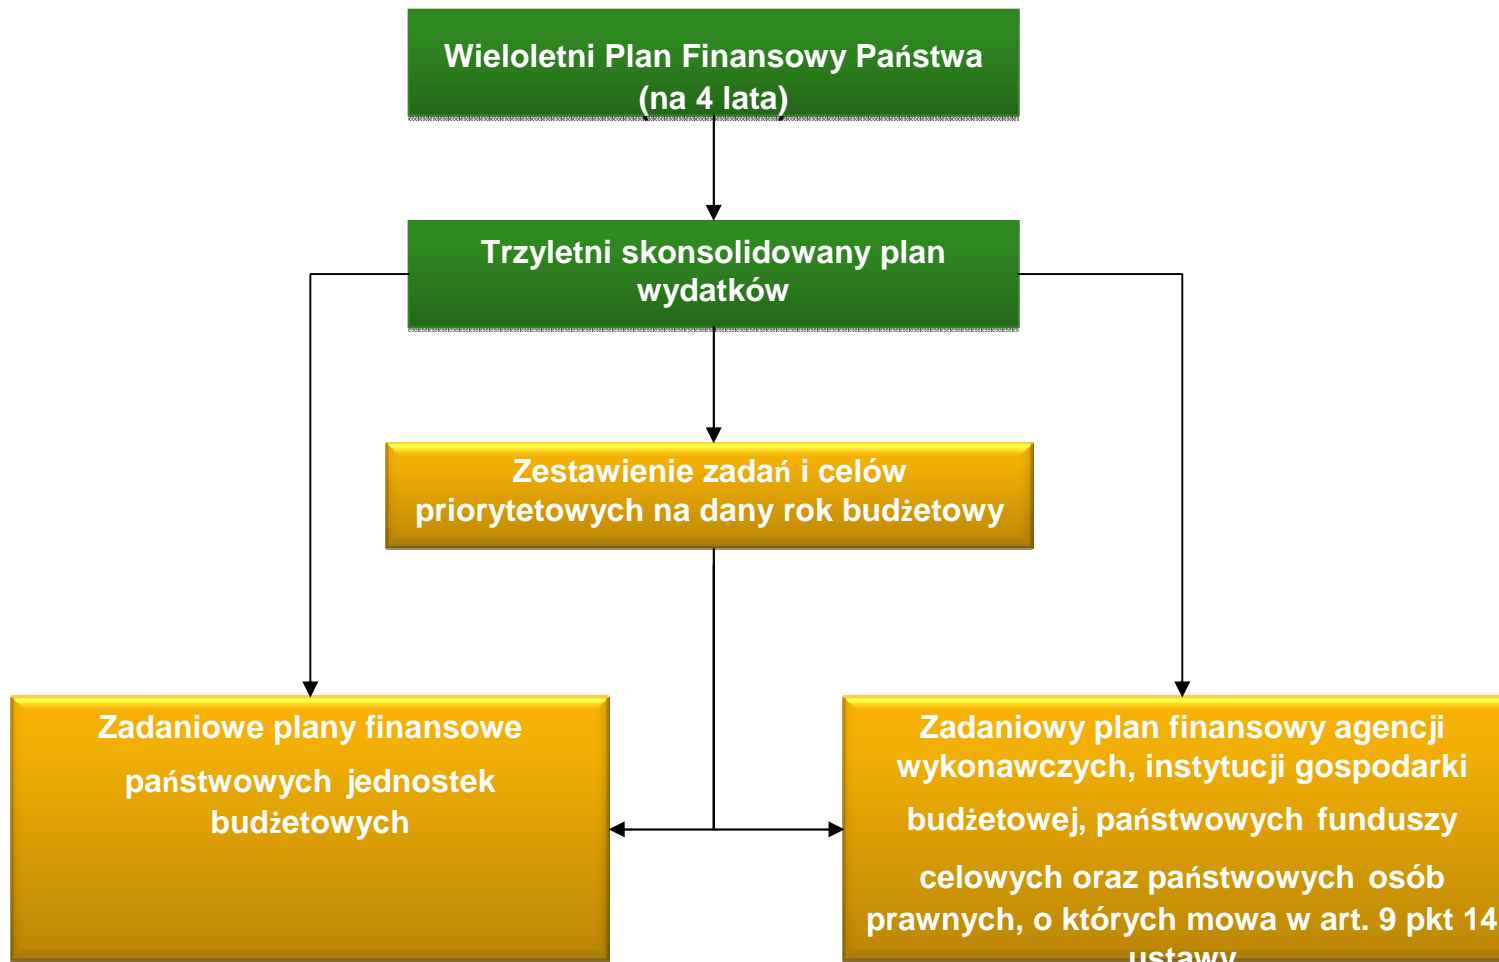 Wieloletni Plan Finansowy Państwa
(na 4 lata)
Trzyletni skonsolidowany plan
wydatków
Zestawienie zadań i celów
priorytetowych na dany rok budżetowy
Zadaniowe plany finansowe
państwowych jednostek
budżetowych
Zadaniowy plan finansowy agencji
wykonawczych, instytucji gospodarki
budżetowej, państwowych funduszy
celowych oraz państwowych osób
prawnych, o których mowa w art. 9 pkt 14
ustawy